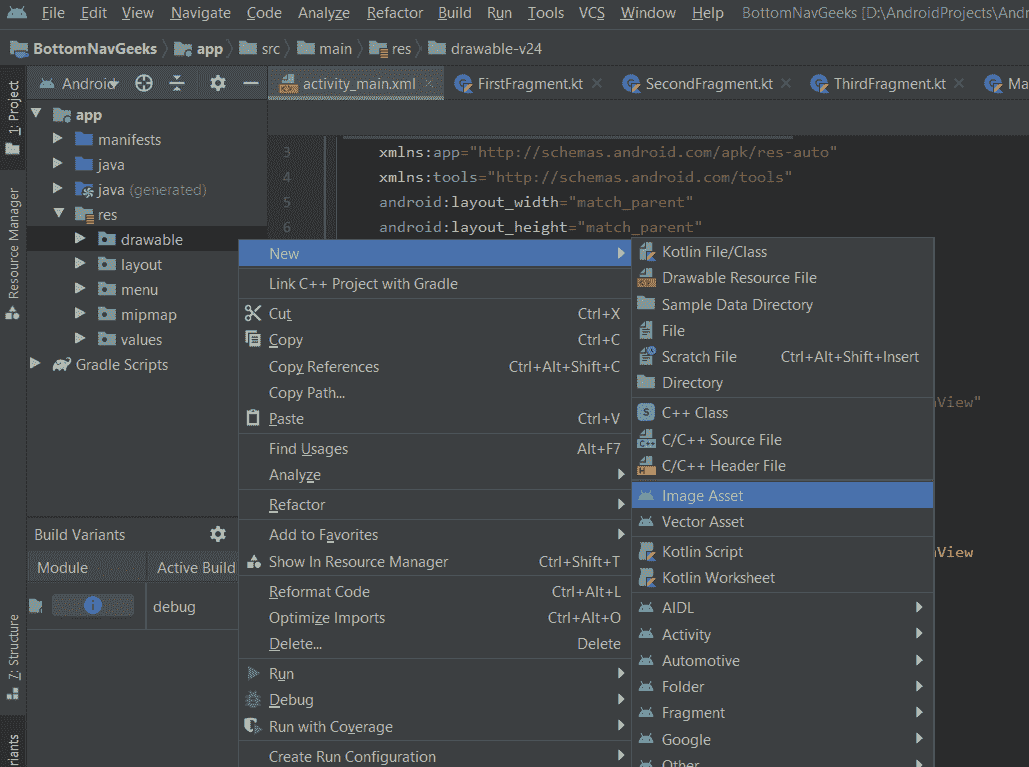 File Edit View Navigate Code Analyze Refactor Build Run Tools VCS Window Help BottomNavGeeks [D:\AndroidProjects\Andr
BottomNavGeeks app src main res drawable-v24
Android activity_main.xml FirstFragment.kt SecondFragment.kt ThirdFragment.kt Ma
1: Project
Resource Manager
7: Structure
riants
app
manifests
java
java (generated)
res
drawable
layout
menu
mipmap
values
Gradle Scripts
Build Variants
Module Active Build
debug
3 xmlns:app="http://schemas.android.com/apk/res-auto"
4 xmlns:tools="http://schemas.android.com/tools"
5 android:layout_width="match_parent"
6 android:layout_height="match_parent"
View"
View
New
Link C++ Project with Gradle
Cut Ctrl+X
Copy Ctrl+C
Copy References Ctrl+Alt+Shift+C
Copy Path...
Paste Ctrl+V
Find Usages Alt+F7
Analyze
Refactor
Add to Favorites
Show In Resource Manager Ctrl+Shift+T
Reformat Code Ctrl+Alt+L
Optimize Imports Ctrl+Alt+O
Delete... Delete
Run
Debug
Run with Coverage
Create Run Configuration
Kotlin File/Class
Drawable Resource File
Sample Data Directory
File
Scratch File Ctrl+Alt+Shift+Insert
Directory
C++ Class
C/C++ Source File
C/C++ Header File
Image Asset
Vector Asset
Kotlin Script
Kotlin Worksheet
AIDL
Activity
Automotive
Folder
Fragment
Google
Other